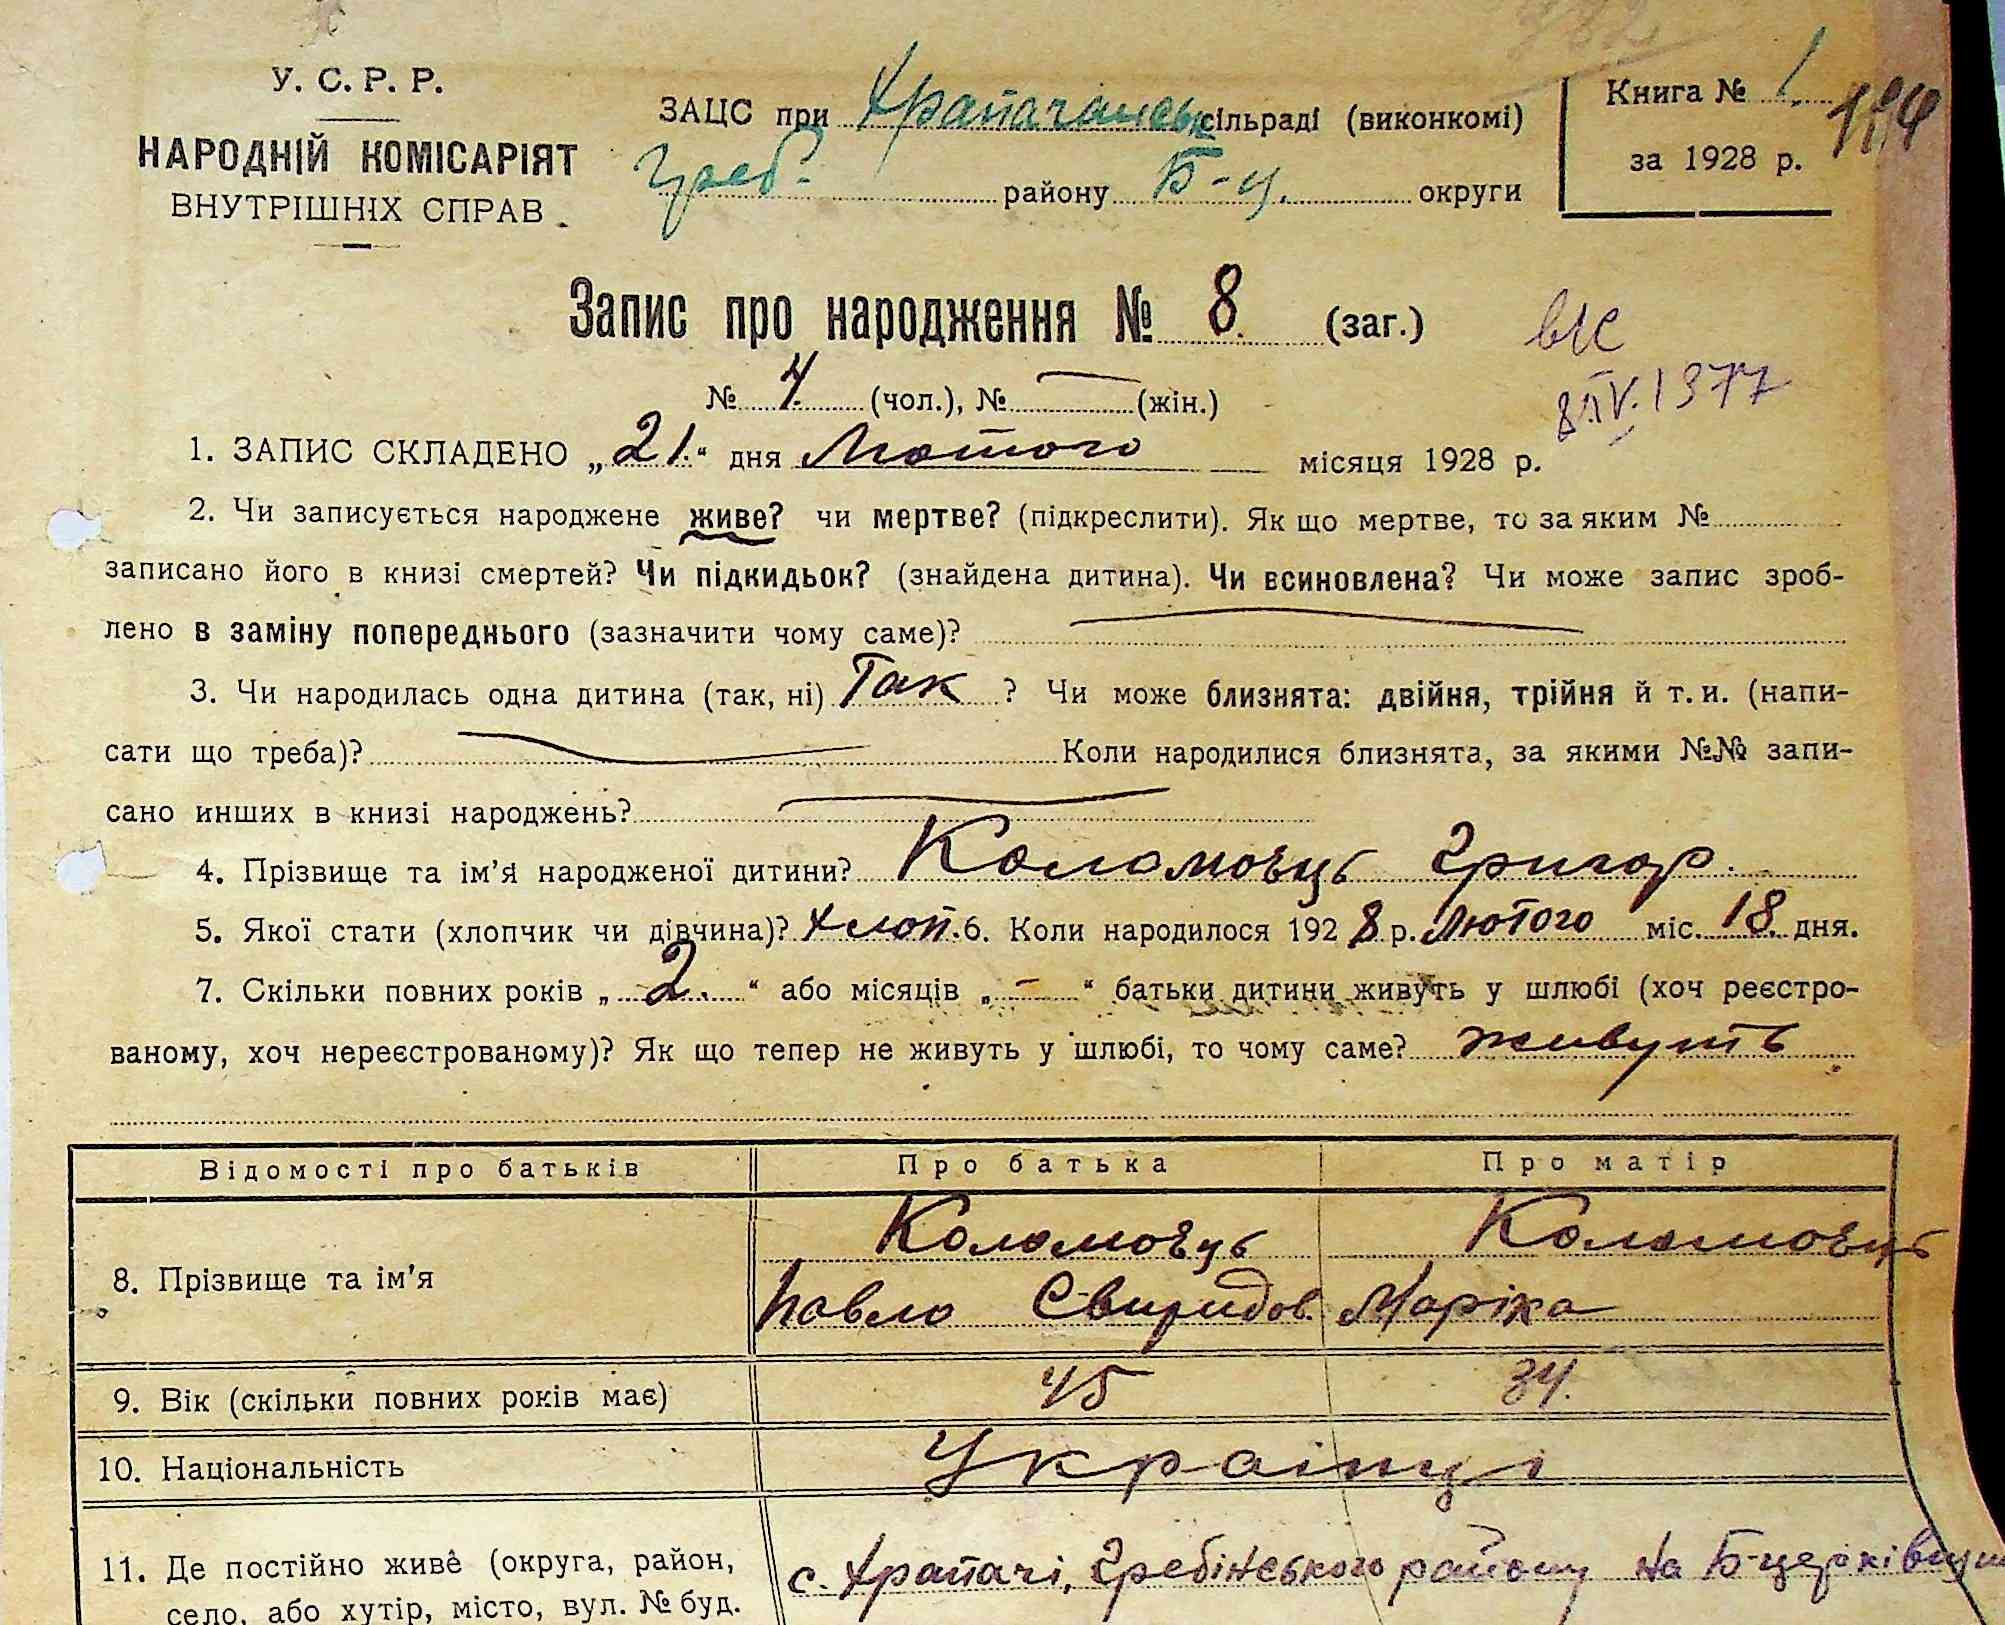 У. С. Р. Р.
НАРОДНІЙ КОМІСАРІЯТ
ВНУТРІШНІХ СПРАВ
ЗАЦС при Храпачанськ сільраді (виконкомі)
Греб. району Б-ц. округи
Книга № 1
за 1928 р.
Запис про народження № 8 (заг.)
№ 4 (чол.), № — (жін.)
8.IV.1977
1. ЗАПИС СКЛАДЕНО „21" дня Лютого місяця 1928 р.
2. Чи записується народжене живе? чи мертве? (підкреслити). Як що мертве, то за яким №
записано його в книзі смертей? Чи підкидьок? (знайдена дитина). Чи всиновлена? Чи може запис зроб-
лено в заміну попереднього (зазначити чому саме)?
3. Чи народилась одна дитина (так, ні) Так ? Чи може близнята: двійня, трійня й т. и. (напи-
сати що треба)? Коли народилися близнята, за якими №№ запи-
сано инших в книзі народжень?
4. Прізвище та ім'я народженої дитини? Коломоєць Григор.
5. Якої стати (хлопчик чи дівчина)? хлоп. 6. Коли народилося 1928 р. Лютого міс. 18 дня.
7. Скільки повних років „2." або місяців „–" батьки дитини живуть у шлюбі (хоч реєстро-
ваному, хоч нереєстрованому)? Як що тепер не живуть у шлюбі, то чому саме? живуть
Відомості про батьків Про батька Про матір
8. Прізвище та ім'я Коломоєць Коломоєць
Павло Свиридов. Маріка
9. Вік (скільки повних років має) 45 34.
10. Національність Українці
11. Де постійно живе (округа, район, с. Храпачі, Гребінського району на Б-церківщи
село, або хутір, місто, вул. № буд.